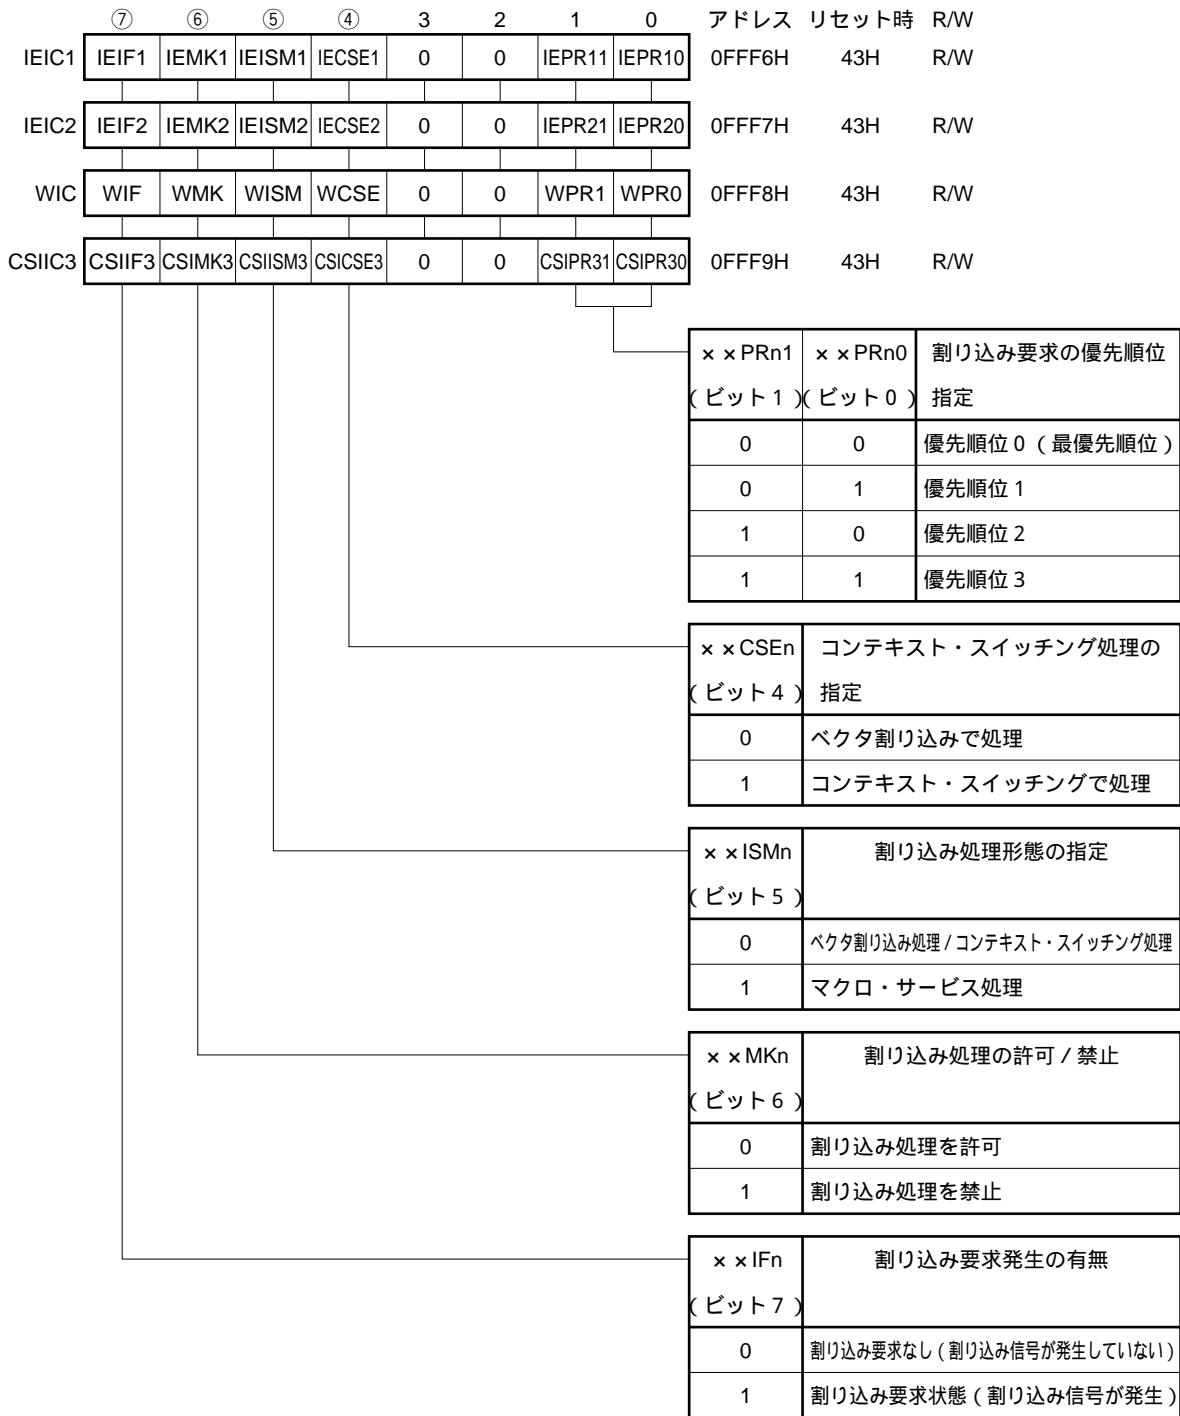 ⑦ ⑥ ⑤ ④ 3 2 1 0 アドレス リセット時 R/W
IEIC1 IEIF1 IEMK1 IEISM1 IECSE1 0 0 IEPR11 IEPR10 0FFF6H 43H R/W
IEIC2 IEIF2 IEMK2 IEISM2 IECSE2 0 0 IEPR21 IEPR20 0FFF7H 43H R/W
WIC WIF WMK WISM WCSE 0 0 WPR1 WPR0 0FFF8H 43H R/W
CSIIC3 CSIIF3 CSIMK3 CSIISM3 CSICSE3 0 0 CSIPR31 CSIPR30 0FFF9H 43H R/W
××PRn1 ××PRn0 割り込み要求の優先順位
(ビット1) (ビット0) 指定
0 0 優先順位0(最優先順位)
0 1 優先順位1
1 0 優先順位2
1 1 優先順位3
××CSEn コンテキスト・スイッチング処理の
(ビット4) 指定
0 ベクタ割り込みで処理
1 コンテキスト・スイッチングで処理
××ISMn 割り込み処理形態の指定
(ビット5)
0 ベクタ割り込み処理/コンテキスト・スイッチング処理
1 マクロ・サービス処理
××MKn 割り込み処理の許可/禁止
(ビット6)
0 割り込み処理を許可
1 割り込み処理を禁止
××IFn 割り込み要求発生の有無
(ビット7)
0 割り込み要求なし(割り込み信号が発生していない)
1 割り込み要求状態(割り込み信号が発生)